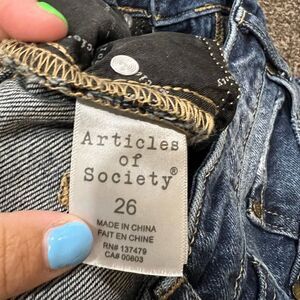 Articles
of
Society®
26
MADE IN CHINA
FAIT EN CHINE
RN# 137479
CA# 00603